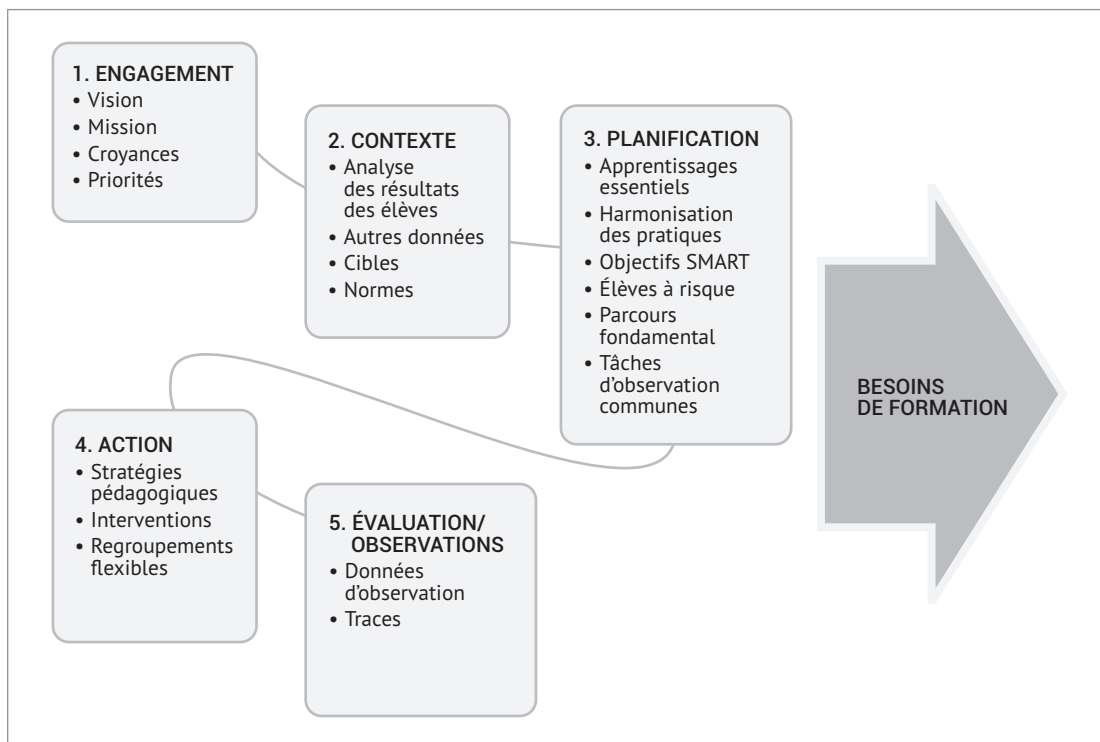 1. ENGAGEMENT
• Vision
• Mission
• Croyances
• Priorités
2. CONTEXTE
• Analyse
des résultats
des élèves
• Autres données
• Cibles
• Normes
3. PLANIFICATION
• Apprentissages
essentiels
• Harmonisation
des pratiques
• Objectifs SMART
• Élèves à risque
• Parcours
fondamental
• Tâches
d’observation
communes
4. ACTION
• Stratégies
pédagogiques
• Interventions
• Regroupements
flexibles
5. ÉVALUATION/
OBSERVATIONS
• Données
d’observation
• Traces
BESOINS
DE FORMATION